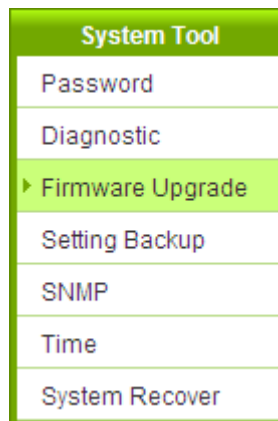 System Tool
Password
Diagnostic
Firmware Upgrade
Setting Backup
SNMP
Time
System Recover